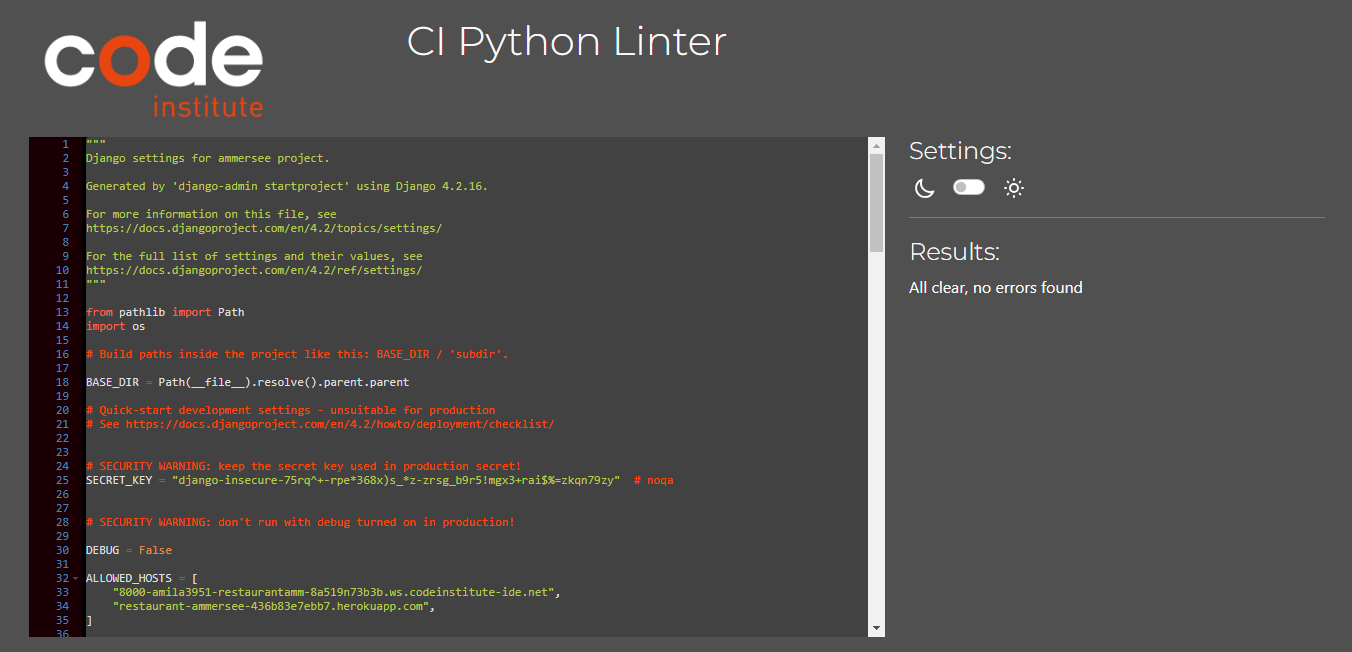 code
institute
CI Python Linter
1 """
2 Django settings for ammersee project.
3
4 Generated by 'django-admin startproject' using Django 4.2.16.
5
6 For more information on this file, see
7 https://docs.djangoproject.com/en/4.2/topics/settings/
8
9 For the full list of settings and their values, see
10 https://docs.djangoproject.com/en/4.2/ref/settings/
11 """
12
13 from pathlib import Path
14 import os
15
16 # Build paths inside the project like this: BASE_DIR / 'subdir'.
17
18 BASE_DIR = Path(__file__).resolve().parent.parent
19
20 # Quick-start development settings - unsuitable for production
21 # See https://docs.djangoproject.com/en/4.2/howto/deployment/checklist/
22
23
24 # SECURITY WARNING: keep the secret key used in production secret!
25 SECRET_KEY = "django-insecure-75rq^+-rpe*368x)s_*z-zrsg_b9r5!mgx3+rai$%=zkqn79zy"  # noqa
26
27
28 # SECURITY WARNING: don't run with debug turned on in production!
29
30 DEBUG = False
31
32 ALLOWED_HOSTS = [
33     "8000-amila3951-restaurantamm-8a519n73b3b.ws.codeinstitute-ide.net",
34     "restaurant-ammersee-436b83e7ebb7.herokuapp.com",
35 ]
36
Settings:
Results:
All clear, no errors found